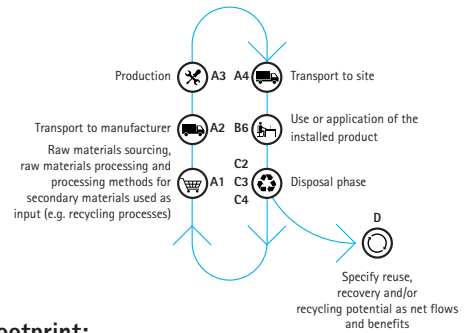 Production
A3
A4
Transport to site
Transport to manufacturer
A2
B6
Use or application of the
installed product
Raw materials sourcing,
raw materials processing and
processing methods for
secondary materials used as
input (e.g. recycling processes)
A1
C2
C3
C4
Disposal phase
D
Specify reuse,
recovery and/or
recycling potential as net flows
and benefits